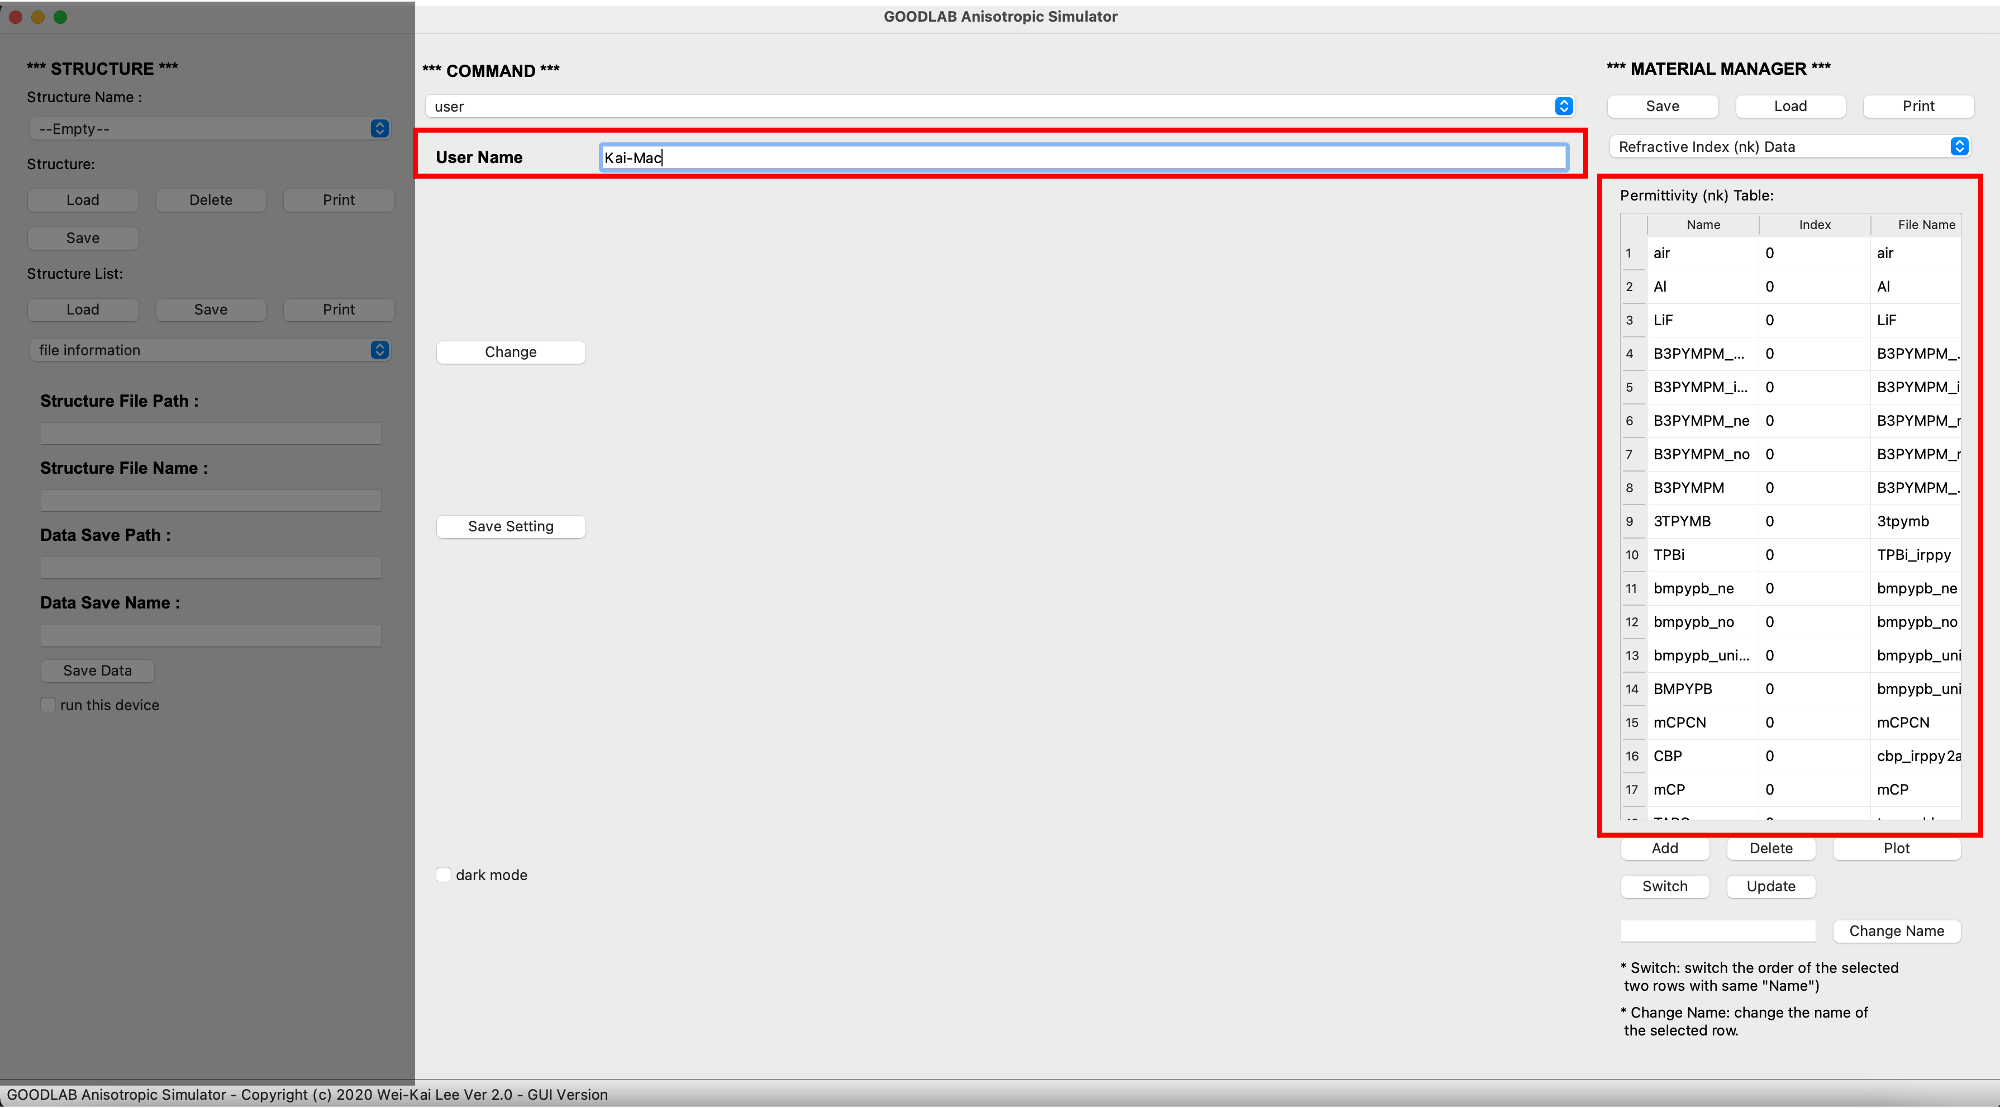 GOODLAB Anisotropic Simulator
*** STRUCTURE ***
Structure Name :
--Empty--
Structure:
Load Delete Print
Save
Structure List:
Load Save Print
file information
Structure File Path :
Structure File Name :
Data Save Path :
Data Save Name :
Save Data
run this device
*** COMMAND ***
user
User Name Kai-Mac
Change
Save Setting
dark mode
*** MATERIAL MANAGER ***
Save Load Print
Refractive Index (nk) Data
Permittivity (nk) Table:
Name Index File Name
1 air 0 air
2 Al 0 Al
3 LiF 0 LiF
4 B3PYMPM_... 0 B3PYMPM_.
5 B3PYMPM_i... 0 B3PYMPM_i
6 B3PYMPM_ne 0 B3PYMPM_r
7 B3PYMPM_no 0 B3PYMPM_r
8 B3PYMPM 0 B3PYMPM_.
9 3TPYMB 0 3tpymb
10 TPBi 0 TPBi_irppy
11 bmpypb_ne 0 bmpypb_ne
12 bmpypb_no 0 bmpypb_no
13 bmpypb_uni... 0 bmpypb_uni
14 BMPYPB 0 bmpypb_uni
15 mCPCN 0 mCPCN
16 CBP 0 cbp_irppy2a
17 mCP 0 mCP
Add Delete Plot
Switch Update
Change Name
* Switch: switch the order of the selected
two rows with same "Name")
* Change Name: change the name of
the selected row.
GOODLAB Anisotropic Simulator - Copyright (c) 2020 Wei-Kai Lee Ver 2.0 - GUI Version